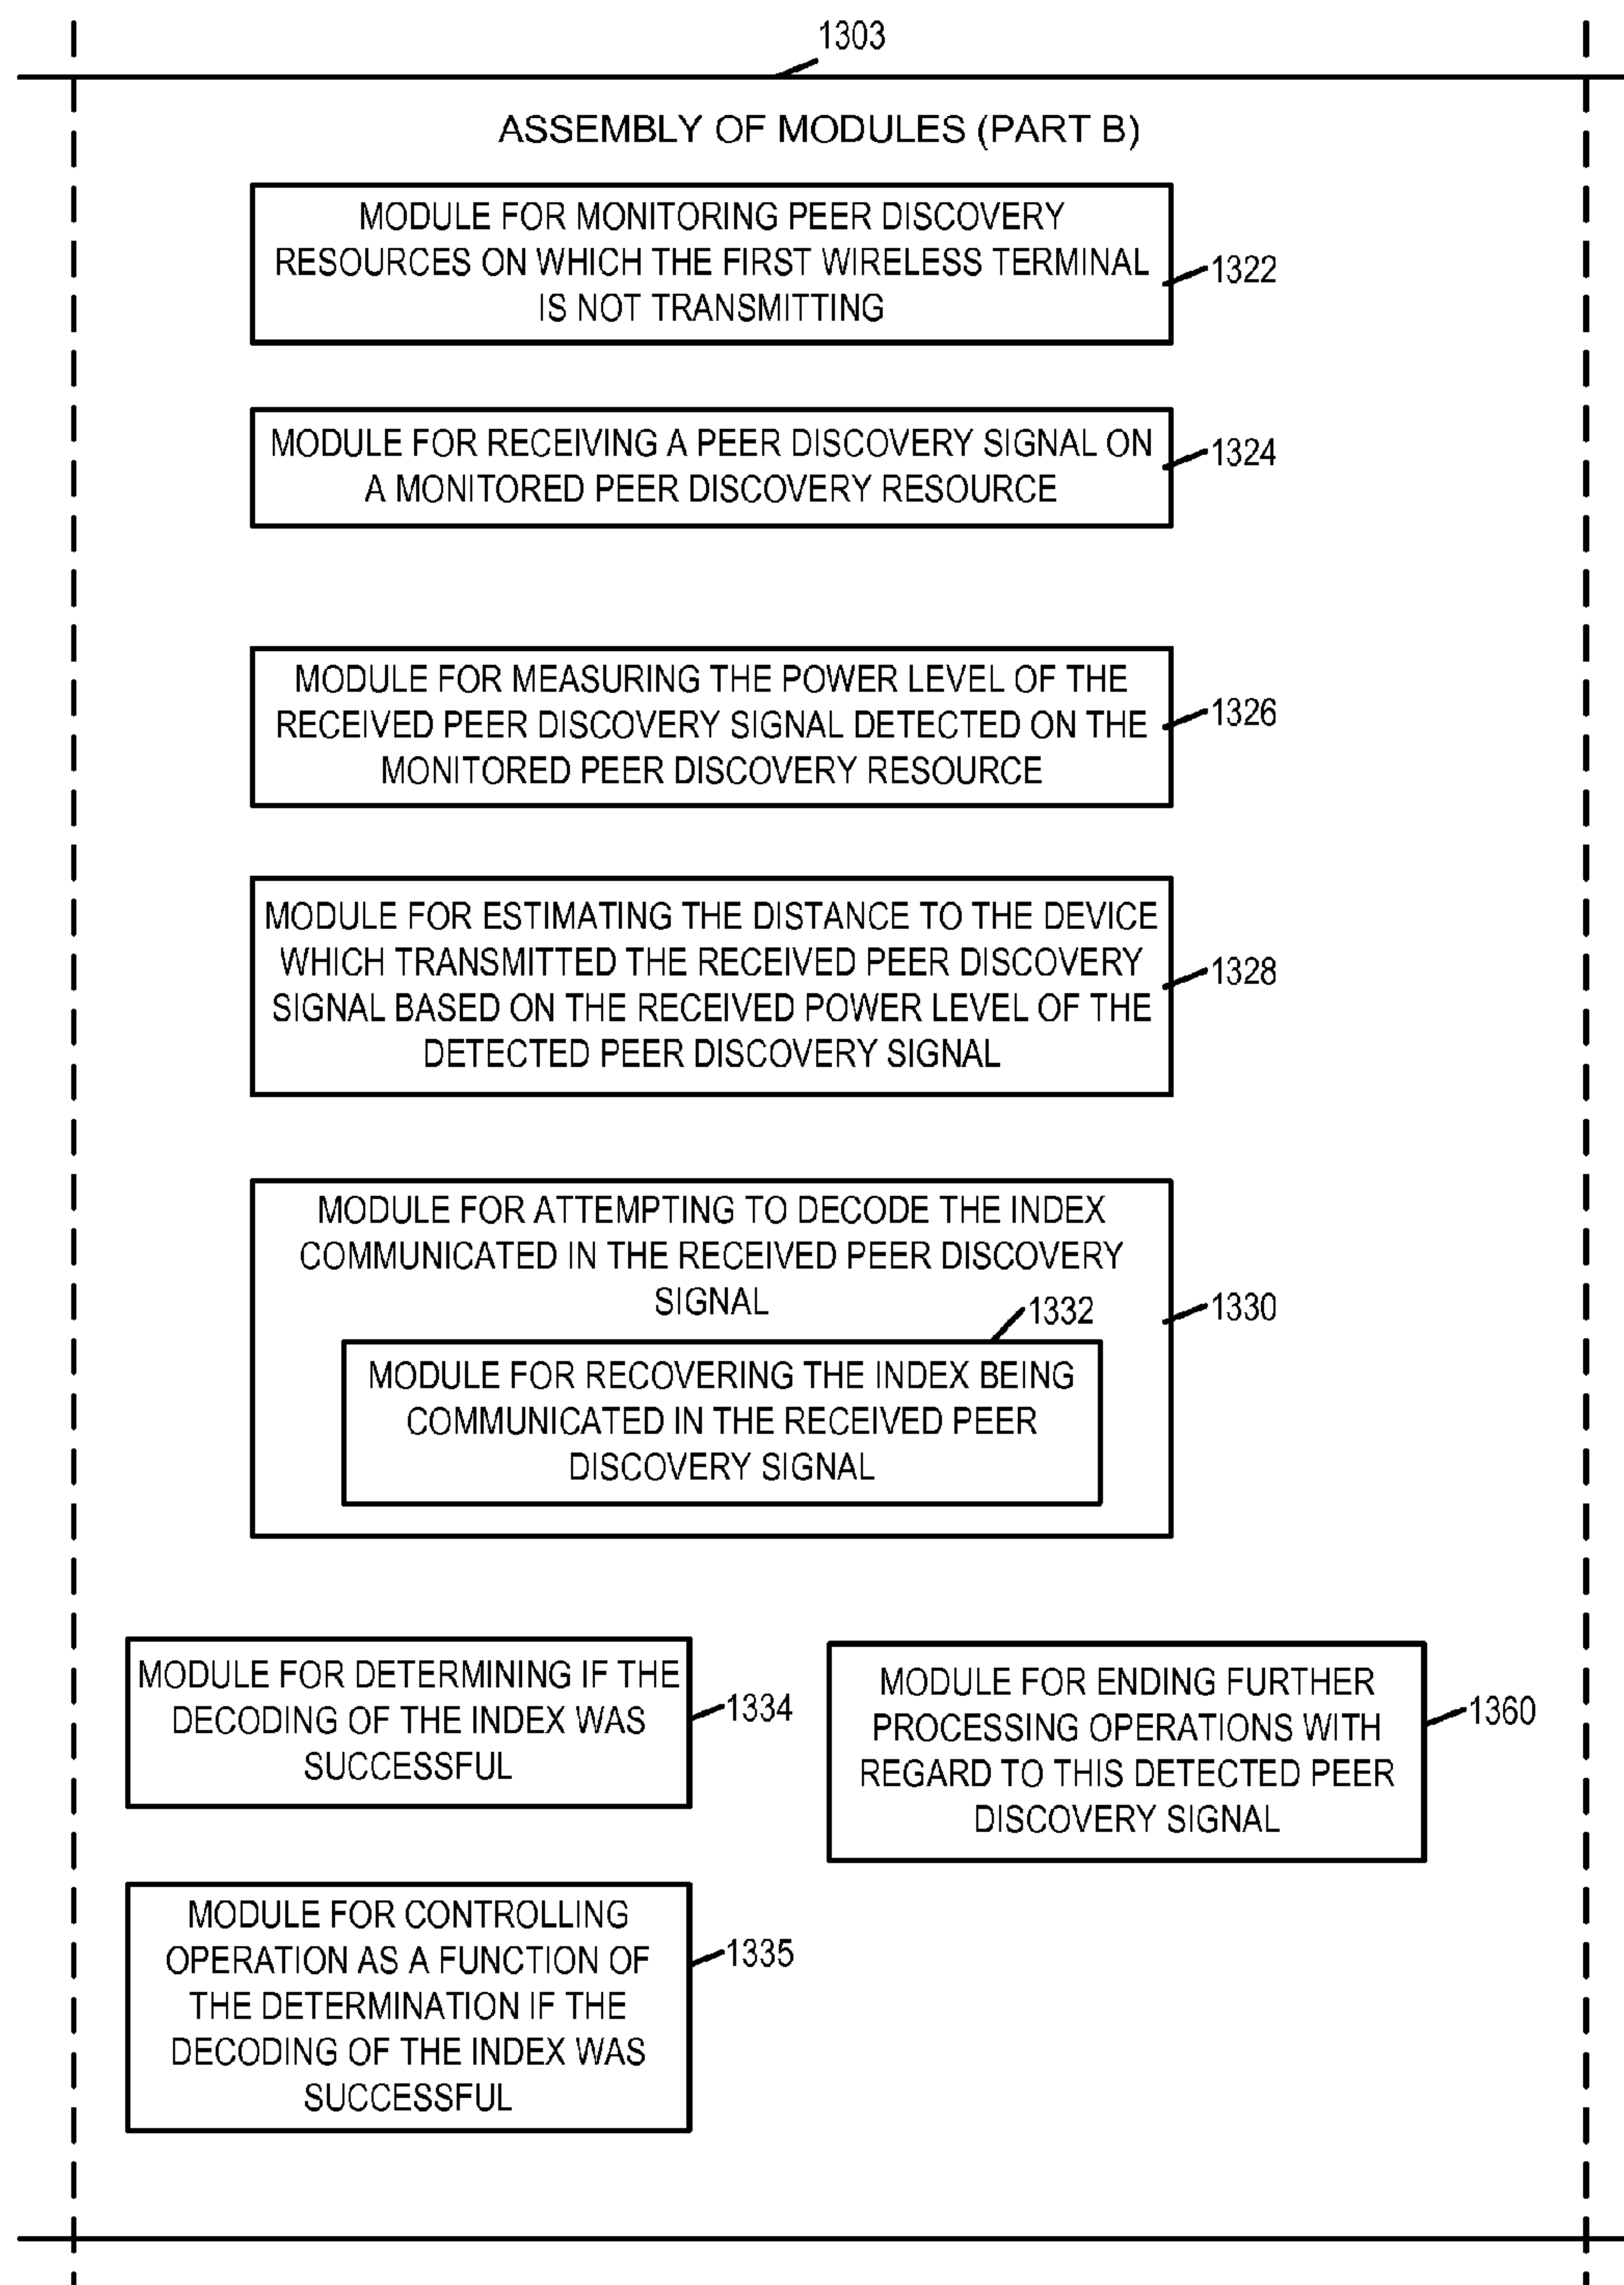 1303
ASSEMBLY OF MODULES (PART B)
MODULE FOR MONITORING PEER DISCOVERY
RESOURCES ON WHICH THE FIRST WIRELESS TERMINAL
IS NOT TRANSMITTING
1322
MODULE FOR RECEIVING A PEER DISCOVERY SIGNAL ON
A MONITORED PEER DISCOVERY RESOURCE
1324
MODULE FOR MEASURING THE POWER LEVEL OF THE
RECEIVED PEER DISCOVERY SIGNAL DETECTED ON THE
MONITORED PEER DISCOVERY RESOURCE
1326
MODULE FOR ESTIMATING THE DISTANCE TO THE DEVICE
WHICH TRANSMITTED THE RECEIVED PEER DISCOVERY
SIGNAL BASED ON THE RECEIVED POWER LEVEL OF THE
DETECTED PEER DISCOVERY SIGNAL
1328
MODULE FOR ATTEMPTING TO DECODE THE INDEX
COMMUNICATED IN THE RECEIVED PEER DISCOVERY
SIGNAL
1330
1332
MODULE FOR RECOVERING THE INDEX BEING
COMMUNICATED IN THE RECEIVED PEER
DISCOVERY SIGNAL
MODULE FOR DETERMINING IF THE
DECODING OF THE INDEX WAS
SUCCESSFUL
1334
MODULE FOR ENDING FURTHER
PROCESSING OPERATIONS WITH
REGARD TO THIS DETECTED PEER
DISCOVERY SIGNAL
1360
MODULE FOR CONTROLLING
OPERATION AS A FUNCTION OF
THE DETERMINATION IF THE
DECODING OF THE INDEX WAS
SUCCESSFUL
1335